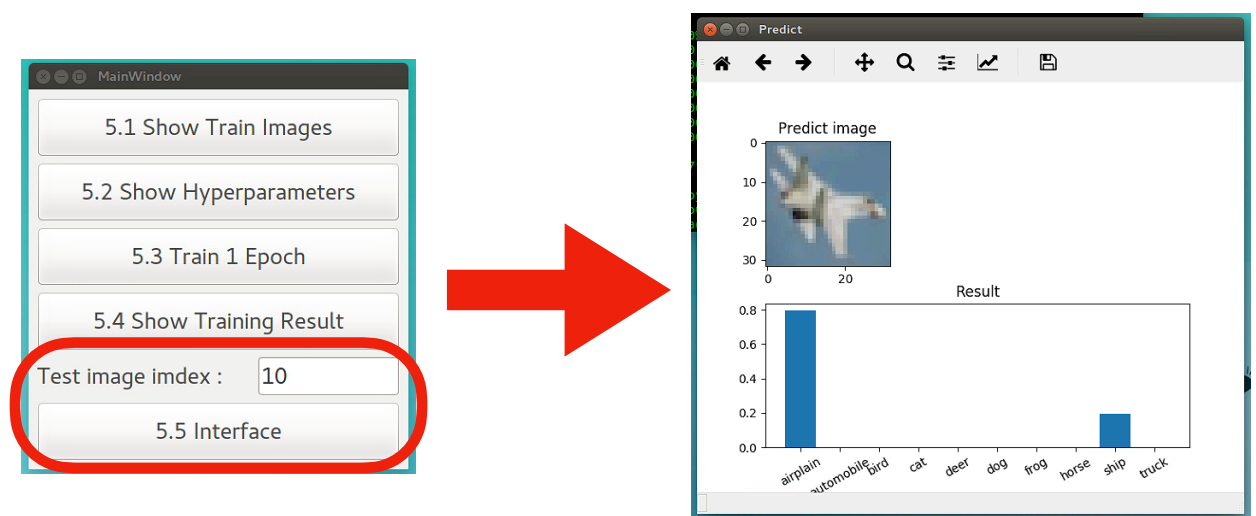 MainWindow
5.1 Show Train Images
5.2 Show Hyperparameters
5.3 Train 1 Epoch
5.4 Show Training Result
Test image imdex : 10
5.5 Interface
Predict
Predict image
0
10
20
30
0 20
Result
0.8
0.6
0.4
0.2
0.0
airplain automobile bird cat deer dog frog horse ship truck